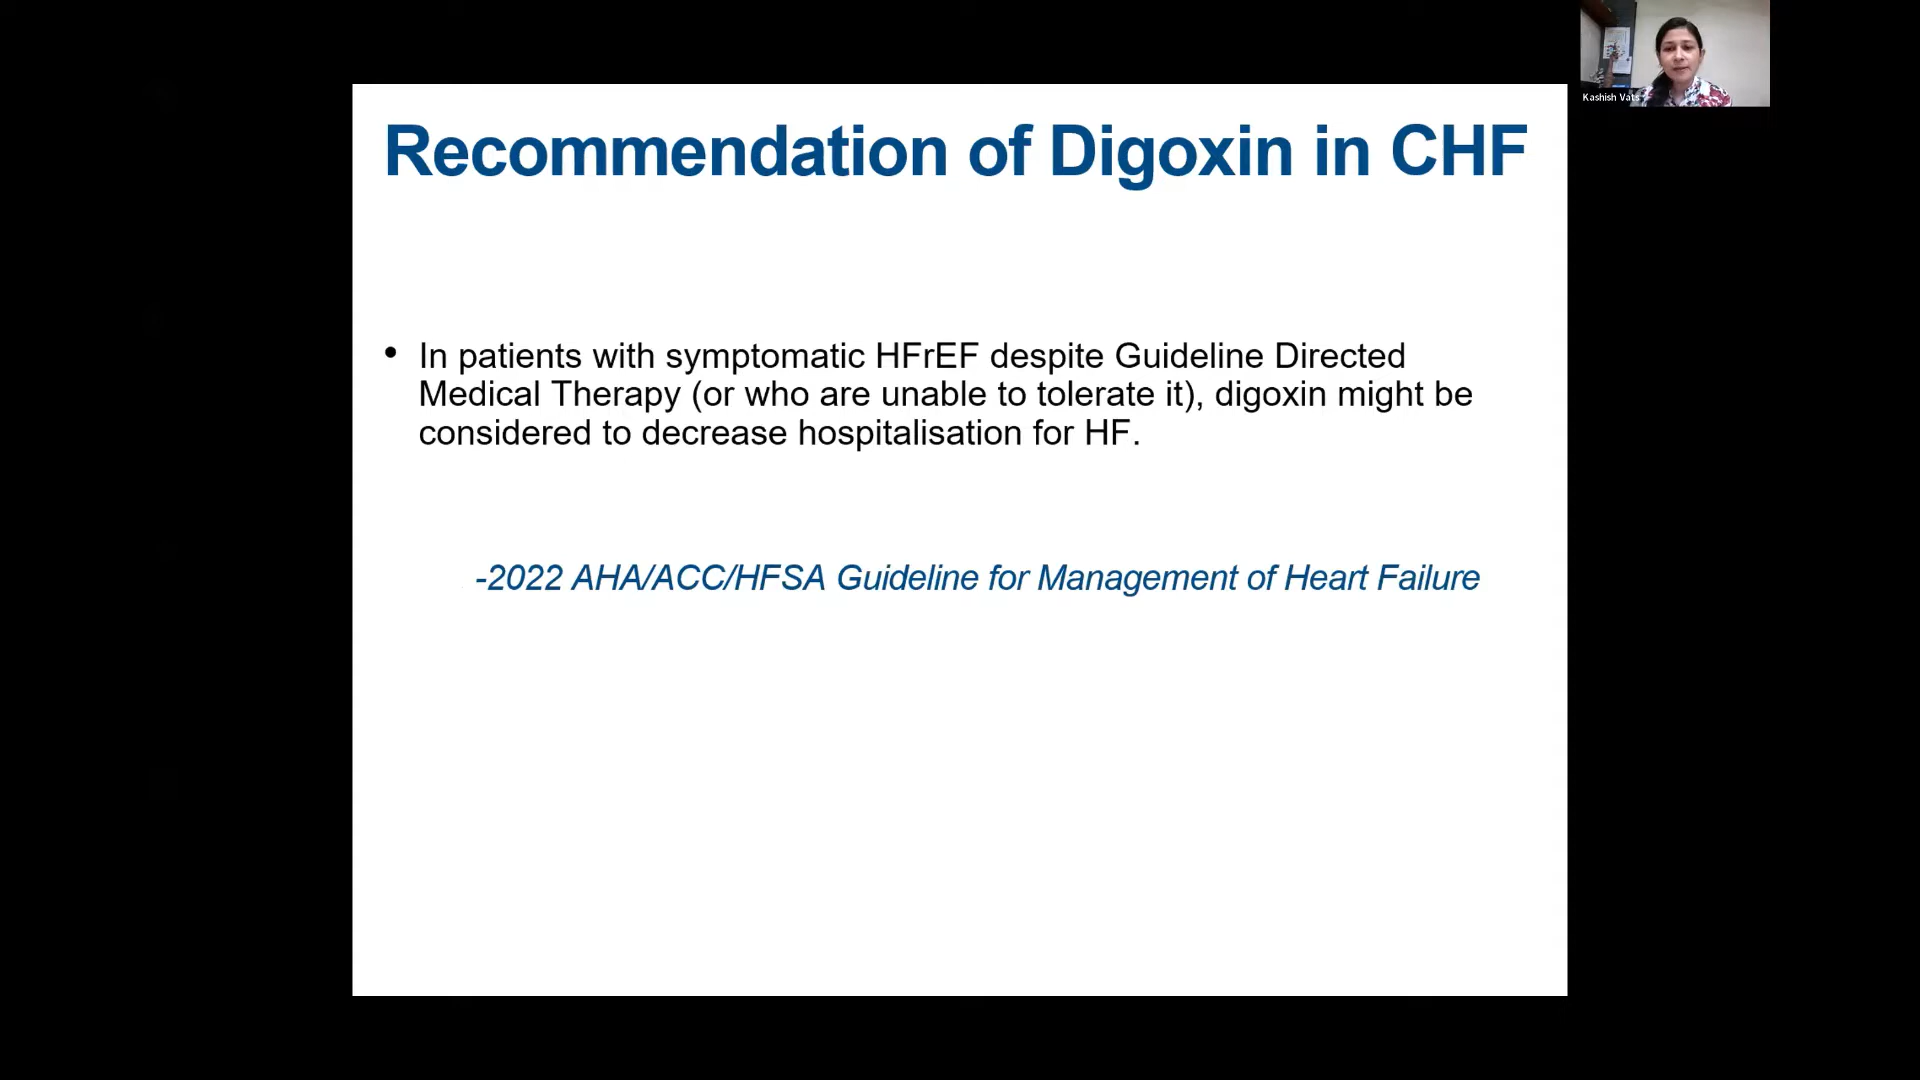 Recommendation of Digoxin in CHF
• In patients with symptomatic HFrEF despite Guideline Directed
Medical Therapy (or who are unable to tolerate it), digoxin might be
considered to decrease hospitalisation for HF.
-2022 AHA/ACC/HFSA Guideline for Management of Heart Failure
Kashish Vats